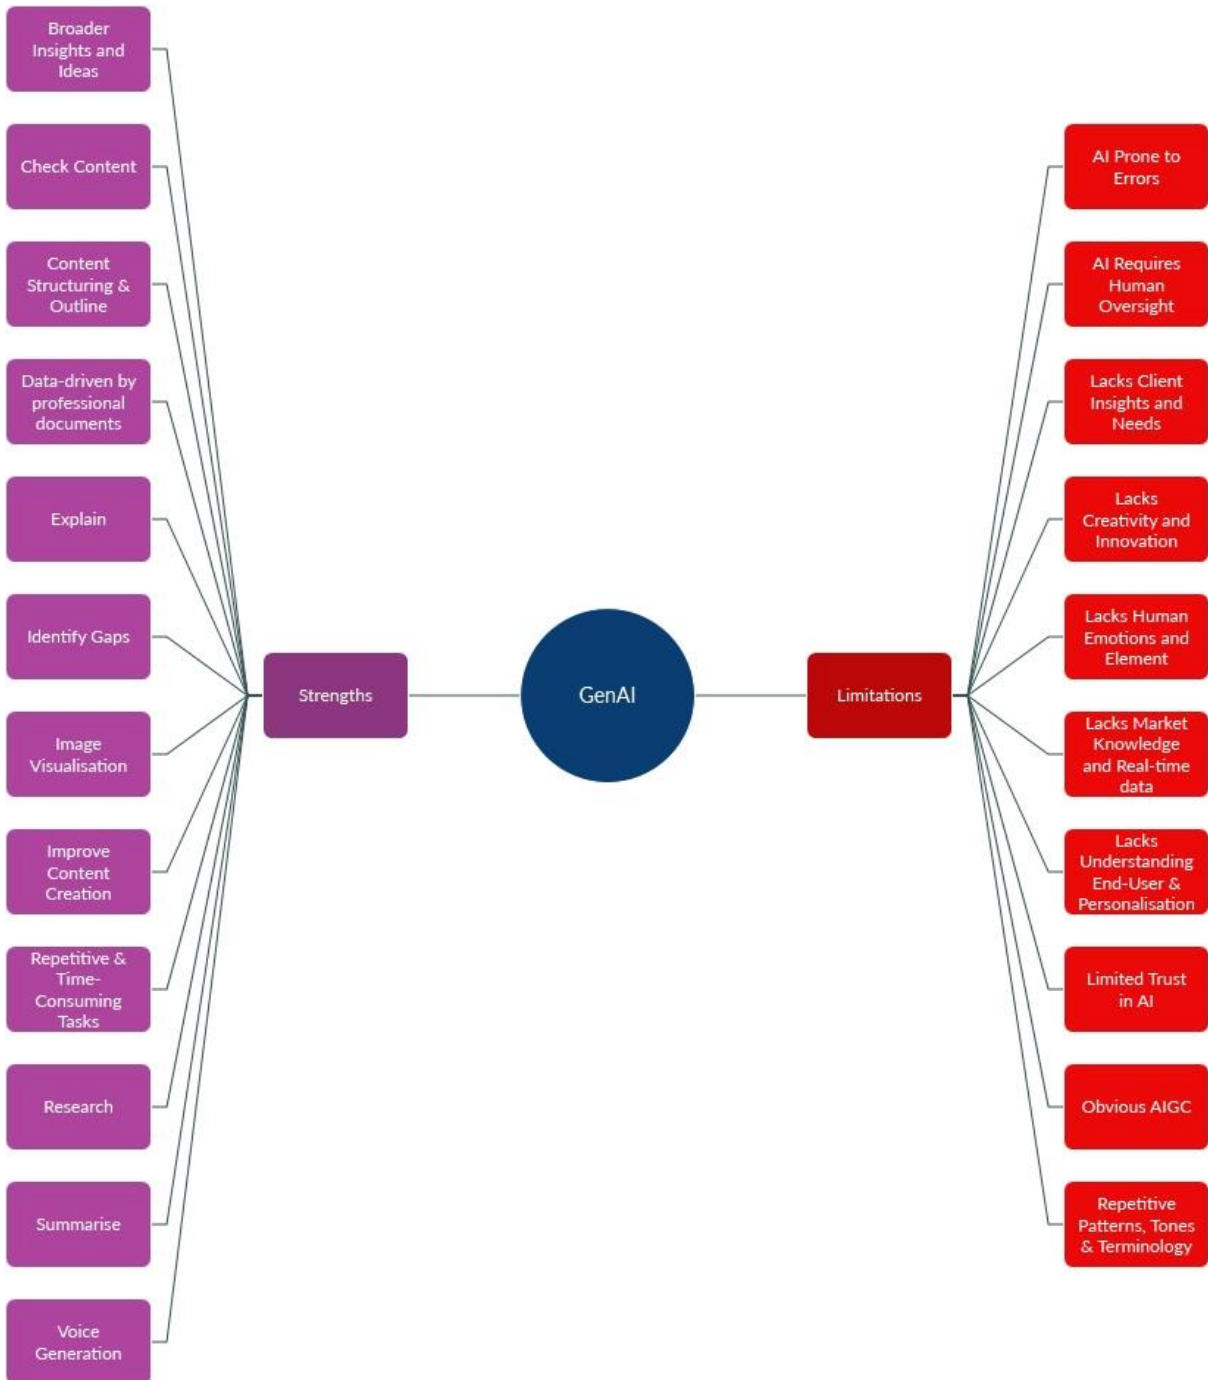 Broader
Insights and
Ideas
Check Content
Content
Structuring &
Outline
Data-driven by
professional
documents
Explain
Identify Gaps
Image
Visualisation
Improve
Content
Creation
Repetitive &
Time-
Consuming
Tasks
Research
Summarise
Voice
Generation
Strengths
GenAI
Limitations
AI Prone to
Errors
AI Requires
Human
Oversight
Lacks Client
Insights and
Needs
Lacks
Creativity and
Innovation
Lacks Human
Emotions and
Element
Lacks Market
Knowledge
and Real-time
data
Lacks
Understanding
End-User &
Personalisation
Limited Trust
in AI
Obvious AIGC
Repetitive
Patterns, Tones
& Terminology